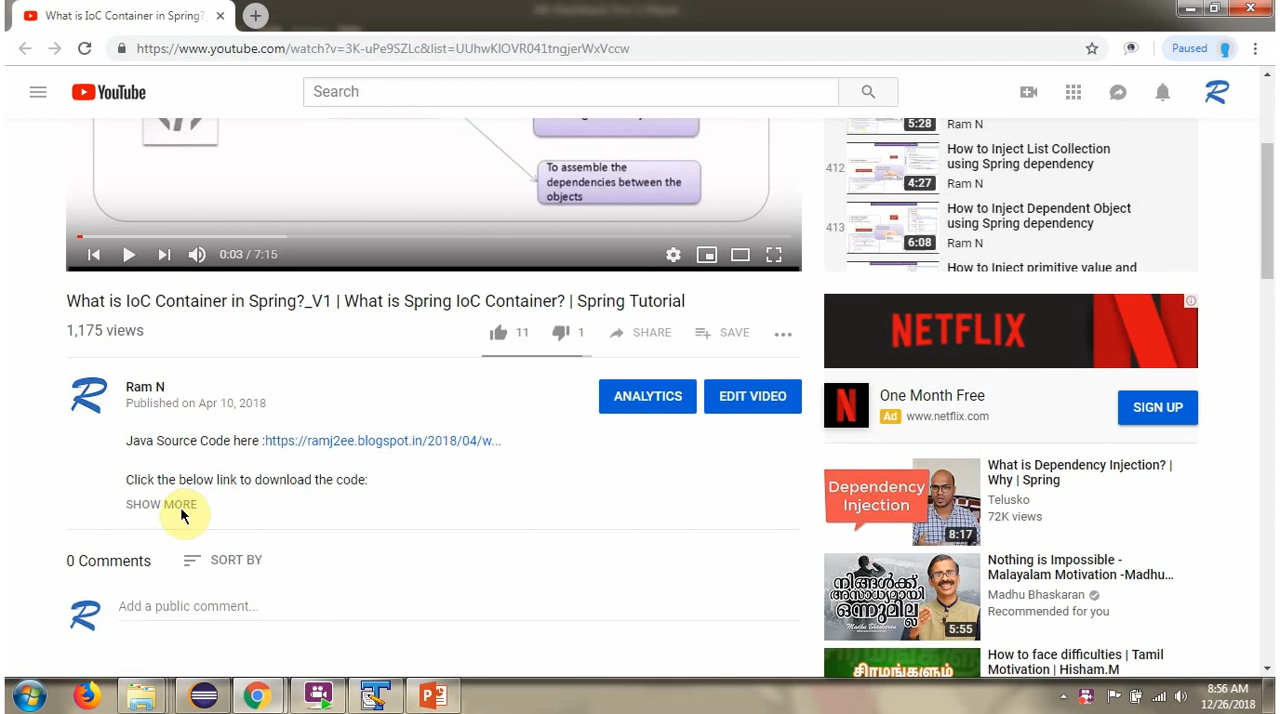 What is IoC Container in Spring?_
https://www.youtube.com/watch?v=3K-uPe9SZLc&list=UUhwKlOVR041tngjerWxVccw
Paused
YouTube
Search
To assemble the
dependencies between the
objects
0:03 / 7:15
What is IoC Container in Spring?_V1 | What is Spring IoC Container? | Spring Tutorial
1,175 views
11
1
SHARE
SAVE
Ram N
Published on Apr 10, 2018
ANALYTICS
EDIT VIDEO
Java Source Code here :https://ramj2ee.blogspot.in/2018/04/w...
Click the below link to download the code:
SHOW MORE
0 Comments
SORT BY
Add a public comment...
5:28
Ram N
412
4:27
How to Inject List Collection
using Spring dependency
Ram N
413
6:08
How to Inject Dependent Object
using Spring dependency
Ram N
How to Inject primitive value and
NETFLIX
One Month Free
Ad www.netflix.com
SIGN UP
Dependency
Injection
8:17
What is Dependency Injection? |
Why | Spring
Telusko
72K views
നിങ്ങൾക്ക്
അസാധ്യമായി
ഒന്നുമില്ല
5:55
Nothing is Impossible -
Malayalam Motivation -Madhu...
Madhu Bhaskaran
Recommended for you
How to face difficulties | Tamil
Motivation | Hisham.M
8:56 AM
12/26/2018